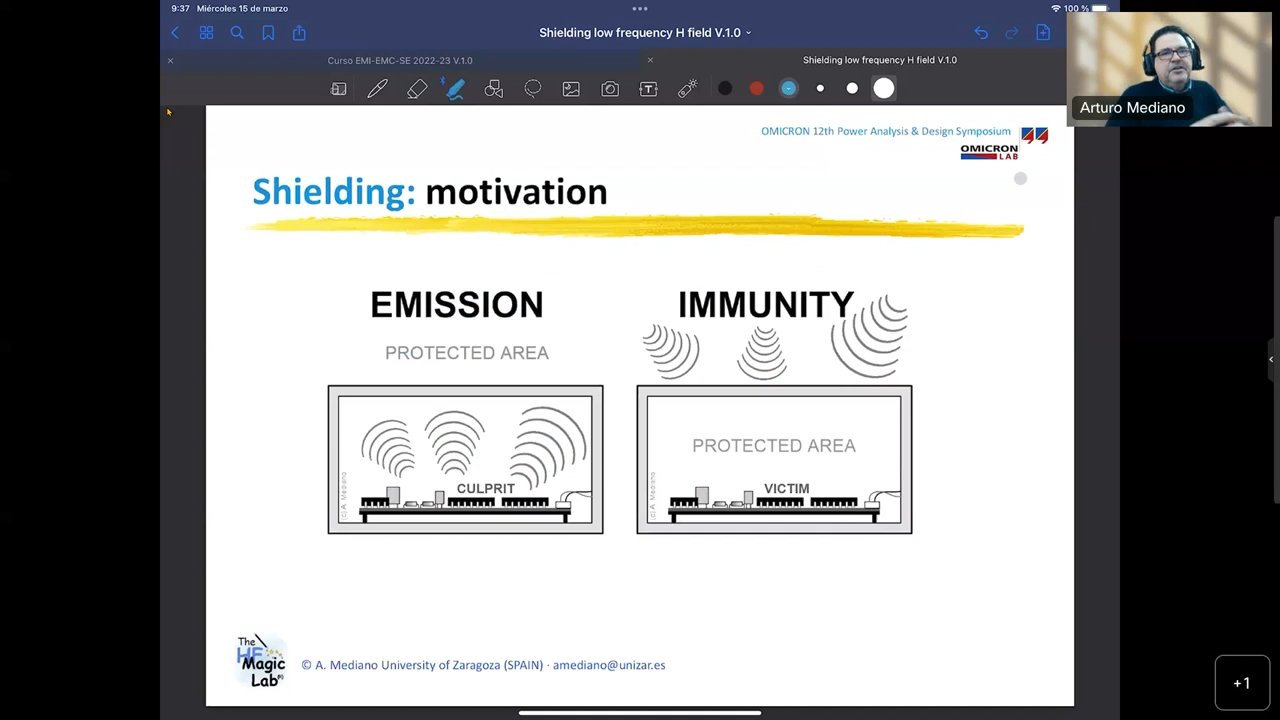 9:37 Miércoles 15 de marzo
100 %
Shielding low frequency H field V.1.0
Curso EMI-EMC-SE 2022-23 V.1.0
Shielding low frequency H field V.1.0
Arturo Mediano
OMICRON 12th Power Analysis & Design Symposium
OMICRON
LAB
Shielding: motivation
EMISSION
IMMUNITY
PROTECTED AREA
PROTECTED AREA
CULPRIT
VICTIM
(c) A. Mediano
(c) A. Mediano
The
HF
Magic
Lab
© A. Mediano University of Zaragoza (SPAIN) · amediano@unizar.es
+1